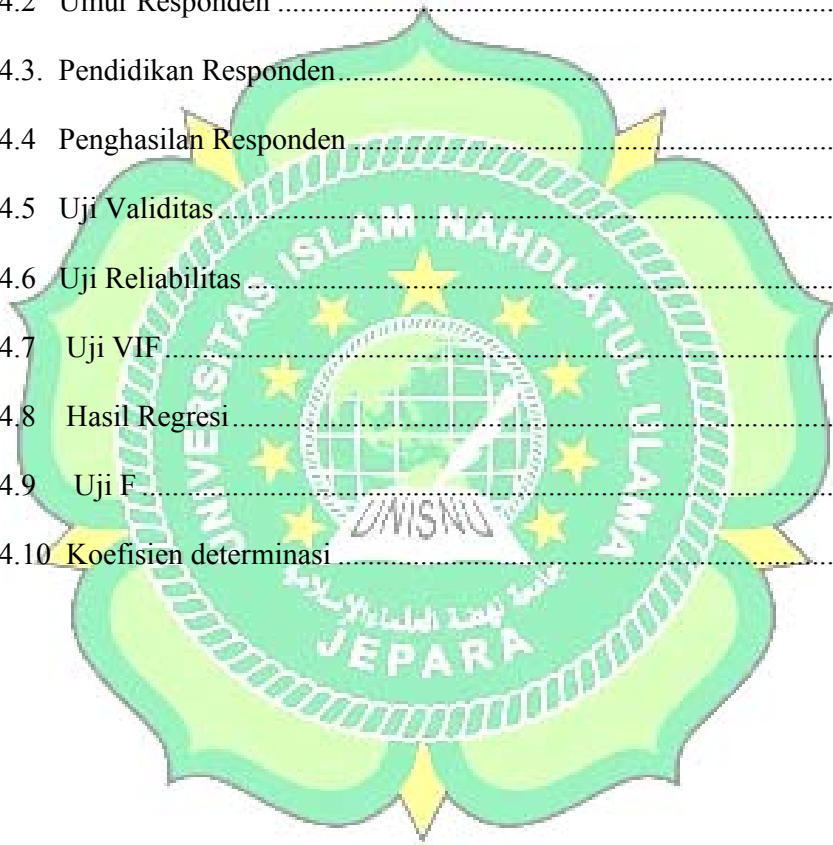 4.2 Umur Responden ........................................................................
4.3. Pendidikan Responden ........................................................................
4.4 Penghasilan Responden ........................................................................
4.5 Uji Validitas ........................................................................
4.6 Uji Reliabilitas ........................................................................
4.7 Uji VIF ........................................................................
4.8 Hasil Regresi ........................................................................
4.9 Uji F ........................................................................
4.10 Koefisien determinasi ........................................................................
UNIVERSITAS ISLAM NAHDLATUL ULAMA
UNISNU
JEPARA